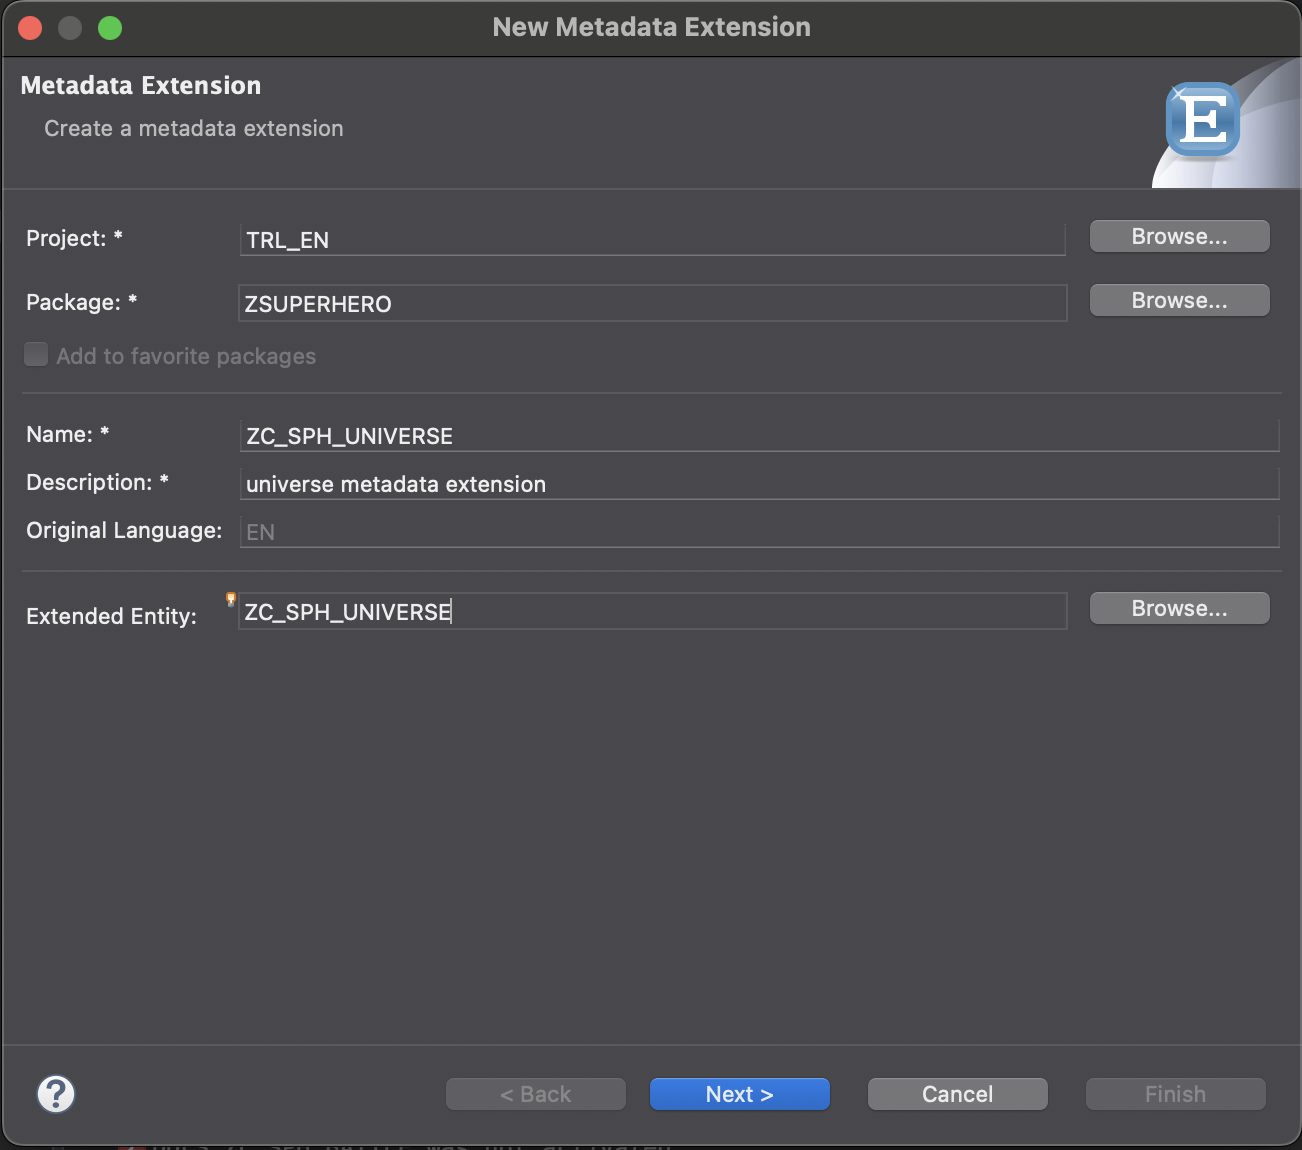 New Metadata Extension
Metadata Extension
Create a metadata extension
E
Project: * TRL_EN Browse...
Package: * ZSUPERHERO Browse...
Add to favorite packages
Name: * ZC_SPH_UNIVERSE
Description: * universe metadata extension
Original Language: EN
Extended Entity: ZC_SPH_UNIVERSE Browse...
? < Back Next > Cancel Finish